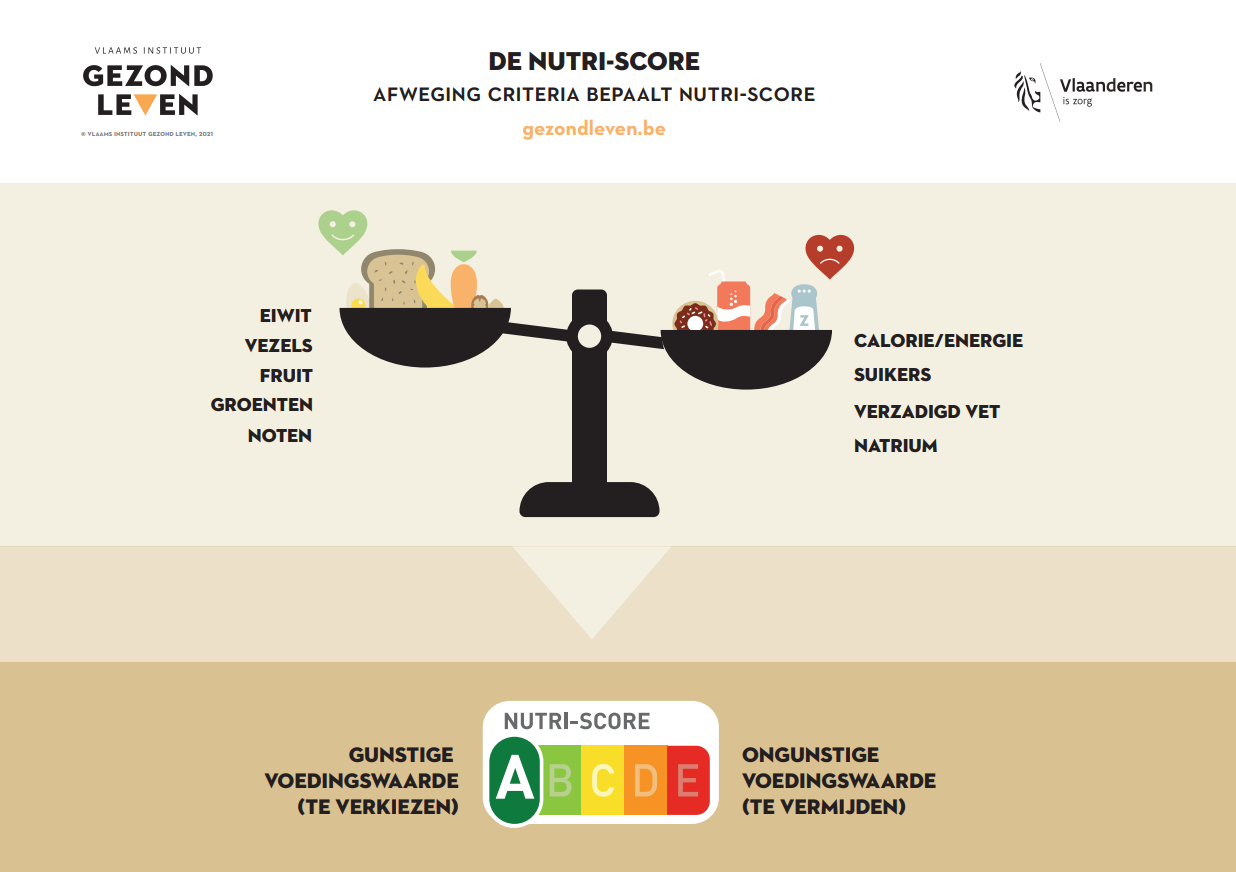 VLAAMS INSTITUUT
GEZOND
LEVEN
© VLAAMS INSTITUUT GEZOND LEVEN, 2021
DE NUTRI-SCORE
AFWEGING CRITERIA BEPAALT NUTRI-SCORE
gezondleven.be
Vlaanderen
is zorg
EIWIT
VEZELS
FRUIT
GROENTEN
NOTEN
Z
CALORIE/ENERGIE
SUIKERS
VERZADIGD VET
NATRIUM
GUNSTIGE
VOEDINGSWAARDE
(TE VERKIEZEN)
NUTRI-SCORE
A B C D E
ONGUNSTIGE
VOEDINGSWAARDE
(TE VERMIJDEN)